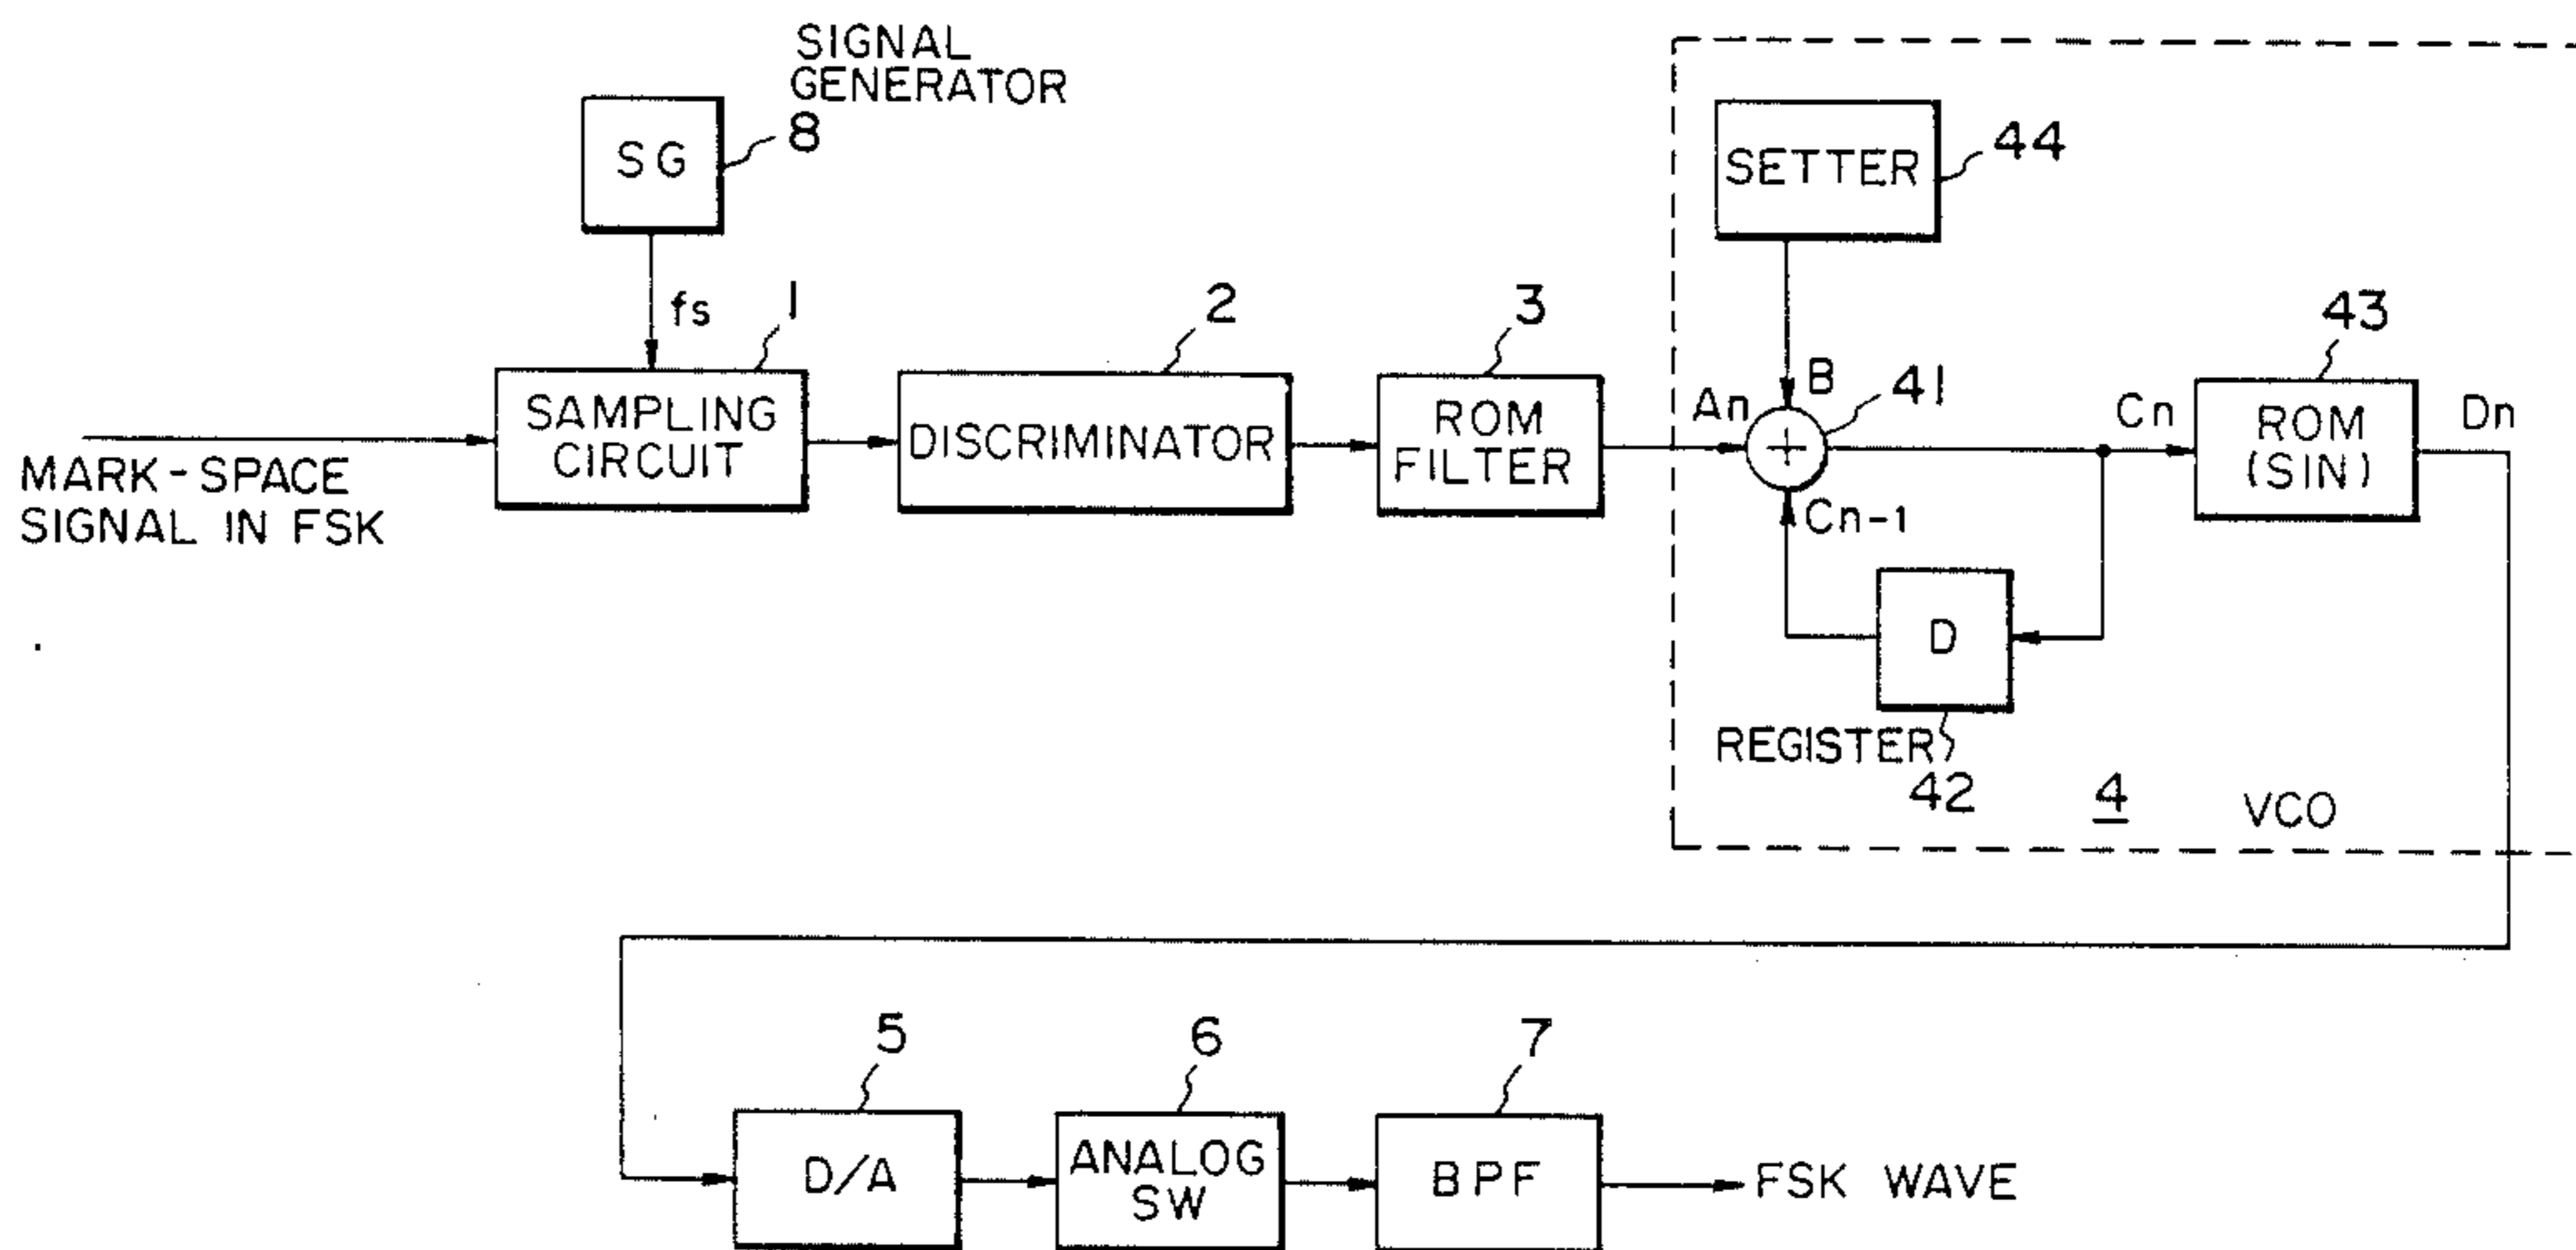 SIGNAL
GENERATOR
8
SG
fs
1
SAMPLING
CIRCUIT
MARK-SPACE
SIGNAL IN FSK
2
DISCRIMINATOR
3
ROM
FILTER
SETTER
44
B
An
+
41
Cn-1
Cn
43
ROM
(SIN)
Dn
D
REGISTER
42
4
VCO
5
D/A
6
ANALOG
SW
7
BPF
FSK WAVE